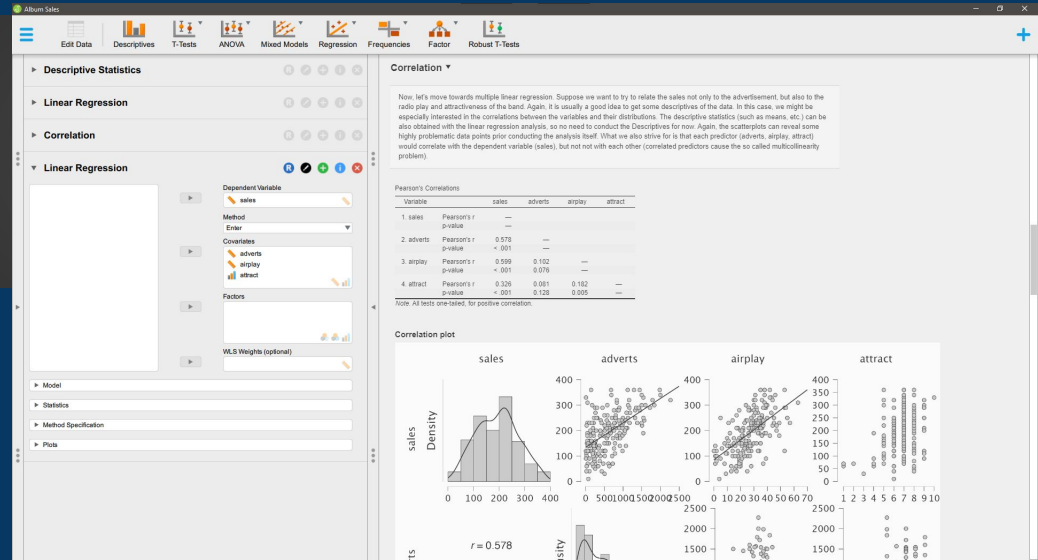 Album Sales
Edit Data
Descriptives
T-Tests
ANOVA
Mixed Models
Regression
Frequencies
Factor
Robust T-Tests
Descriptive Statistics
Linear Regression
Correlation
Linear Regression
R
Dependent Variable
sales
Method
Enter
Covariates
adverts
airplay
attract
Factors
WLS Weights (optional)
Model
Statistics
Method Specification
Plots
Correlation
Now, let's move towards multiple linear regression. Suppose we want to try to relate the sales not only to the advertisement, but also to the
radio play and attractiveness of the band. Again, it is usually a good idea to get some descriptives of the data. In this case, we might be
especially interested in the correlations between the variables and their distributions. The descriptive statistics (such as means, etc.) can be
also obtained with the linear regression analysis, so no need to conduct the Descriptives for now. Again, the scatterplots can reveal some
highly problematic data points prior conducting the analysis itself. What we also strive for is that each predictor (adverts, airplay, attract)
would correlate with the dependent variable (sales), but not not with each other (correlated predictors cause the so called multicollinearity
problem).
Pearson's Correlations
Variable sales adverts airplay attract
1. sales Pearson's r —
p-value —
2. adverts Pearson's r 0.578 —
p-value < .001 —
3. airplay Pearson's r 0.599 0.102 —
p-value < .001 0.076 —
4. attract Pearson's r 0.326 0.081 0.182 —
p-value < .001 0.128 0.005 —
Note. All tests one-tailed, for positive correlation.
Correlation plot
sales adverts airplay attract
sales
Density
0 100 200 300 400
400
300
200
100
0
0 500 1000 1500 2000 2500
400
300
200
100
0
0 10 20 30 40 50 60 70
400
350
300
250
200
150
100
50
0
1 2 3 4 5 6 7 8 9 10
r = 0.578
2500
2000
1500
2500
2000
1500